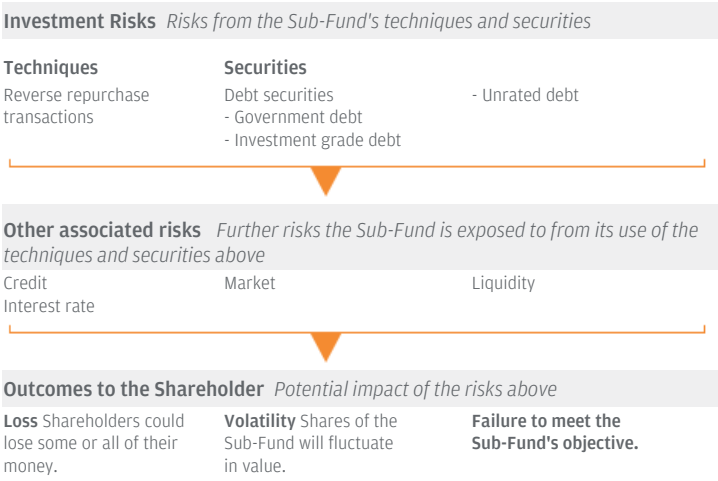 Investment Risks Risks from the Sub-Fund's techniques and securities
Techniques
Reverse repurchase
transactions
Securities
Debt securities
- Government debt
- Investment grade debt
- Unrated debt
Other associated risks Further risks the Sub-Fund is exposed to from its use of the
techniques and securities above
Credit
Interest rate
Market
Liquidity
Outcomes to the Shareholder Potential impact of the risks above
Loss Shareholders could
lose some or all of their
money.
Volatility Shares of the
Sub-Fund will fluctuate
in value.
Failure to meet the
Sub-Fund's objective.